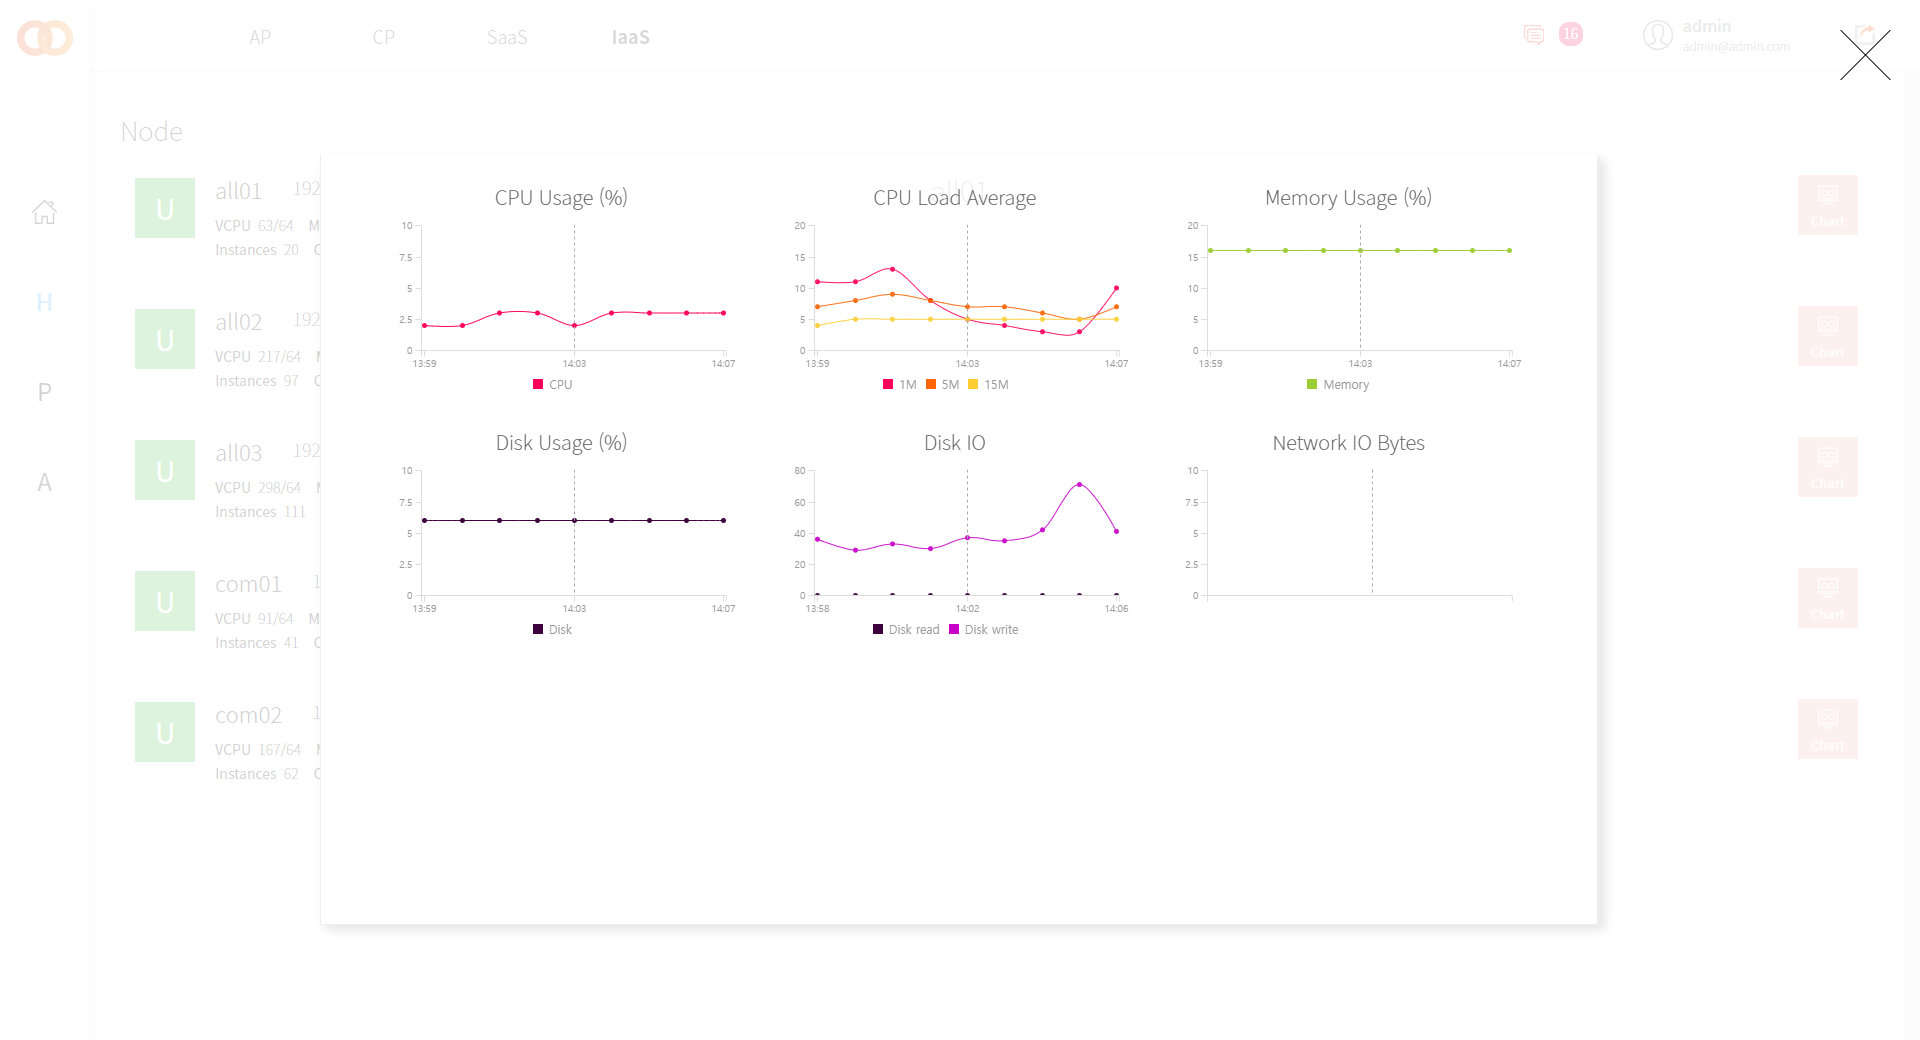 AP CP SaaS IaaS 16 admin
admin@admin.com
Node
H
P
A
U all01 192
VCPU 63/64 M
Instances 20 C
U all02 192
VCPU 217/64
Instances 97 C
U all03 192
VCPU 298/64
Instances 111
U com01 1
VCPU 91/64 M
Instances 41 C
U com02 1
VCPU 167/64
Instances 62 C
Chart
Chart
Chart
Chart
Chart
all01
CPU Usage (%)
10
7.5
5
2.5
0
13:59 14:03 14:07
CPU
CPU Load Average
20
15
10
5
0
13:59 14:03 14:07
1M 5M 15M
Memory Usage (%)
20
15
10
5
0
13:59 14:03 14:07
Memory
Disk Usage (%)
10
7.5
5
2.5
0
13:59 14:03 14:07
Disk
Disk IO
80
60
40
20
0
13:58 14:02 14:06
Disk read Disk write
Network IO Bytes
10
7.5
5
2.5
0